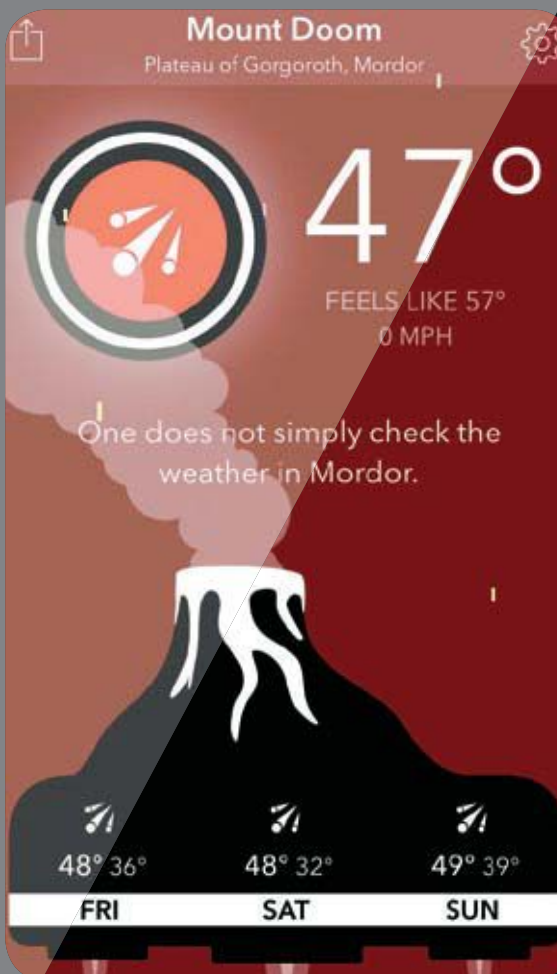 Mount Doom
Plateau of Gorgoroth, Mordor
47°
FEELS LIKE 57°
0 MPH
One does not simply check the
weather in Mordor.
48° 36° 48° 32° 49° 39°
FRI SAT SUN